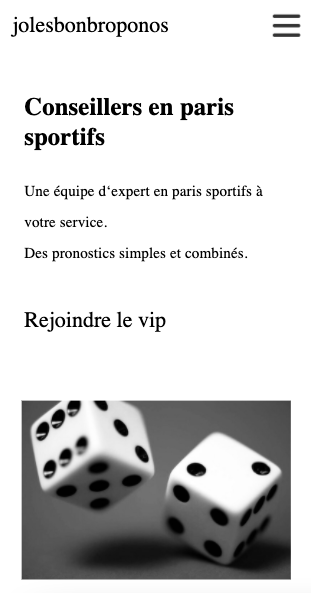 jolesbonbroponos
Conseillers en paris
sportifs
Une équipe d‘expert en paris sportifs à
votre service.
Des pronostics simples et combinés.
Rejoindre le vip